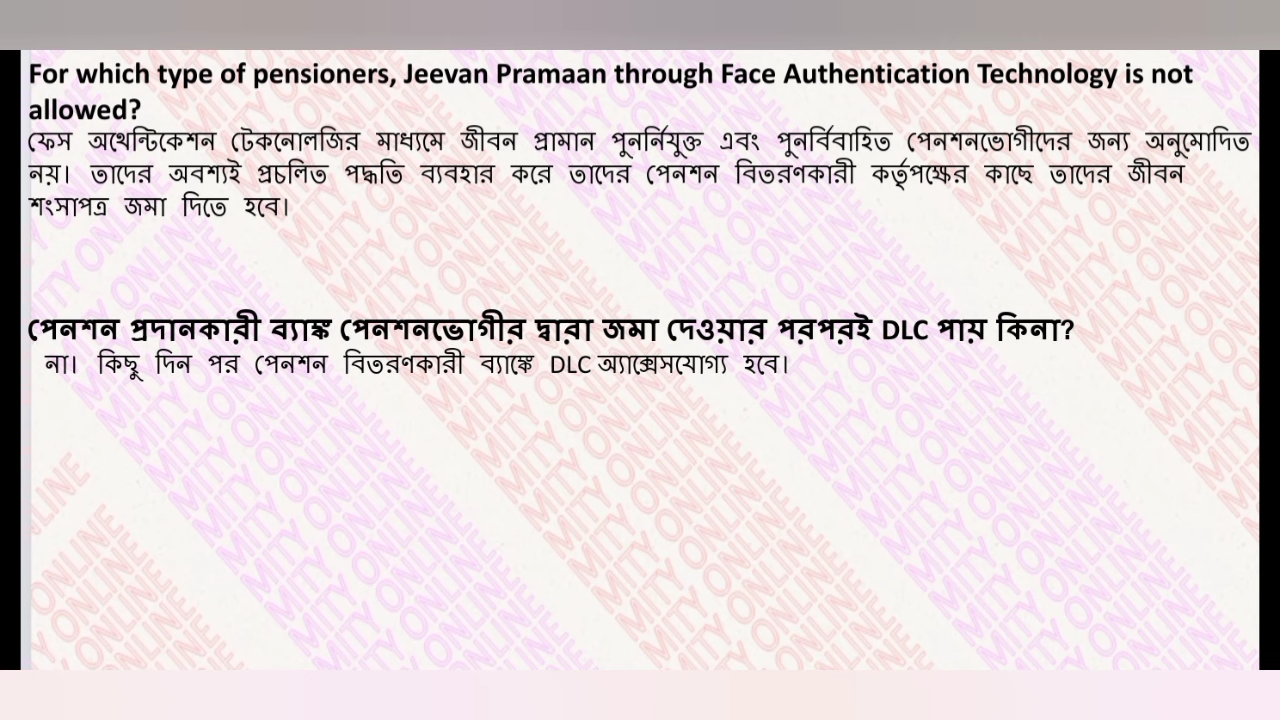 For which type of pensioners, Jeevan Pramaan through Face Authentication Technology is not
allowed?
ফেস অথেন্টিকেশন টেকনোলজির মাধ্যমে জীবন প্রামান পুনর্নিযুক্ত এবং পুনর্বিবাহিত পেনশনভোগীদের জন্য অনুমোদিত
নয়। তাদের অবশ্যই প্রচলিত পদ্ধতি ব্যবহার করে তাদের পেনশন বিতরণকারী কর্তৃপক্ষের কাছে তাদের জীবন
শংসাপত্র জমা দিতে হবে।
পেনশন প্রদানকারী ব্যাঙ্ক পেনশনভোগীর দ্বারা জমা দেওয়ার পরপরই DLC পায় কিনা?
না। কিছু দিন পর পেনশন বিতরণকারী ব্যাঙ্কে DLC অ্যাক্সেসযোগ্য হবে।